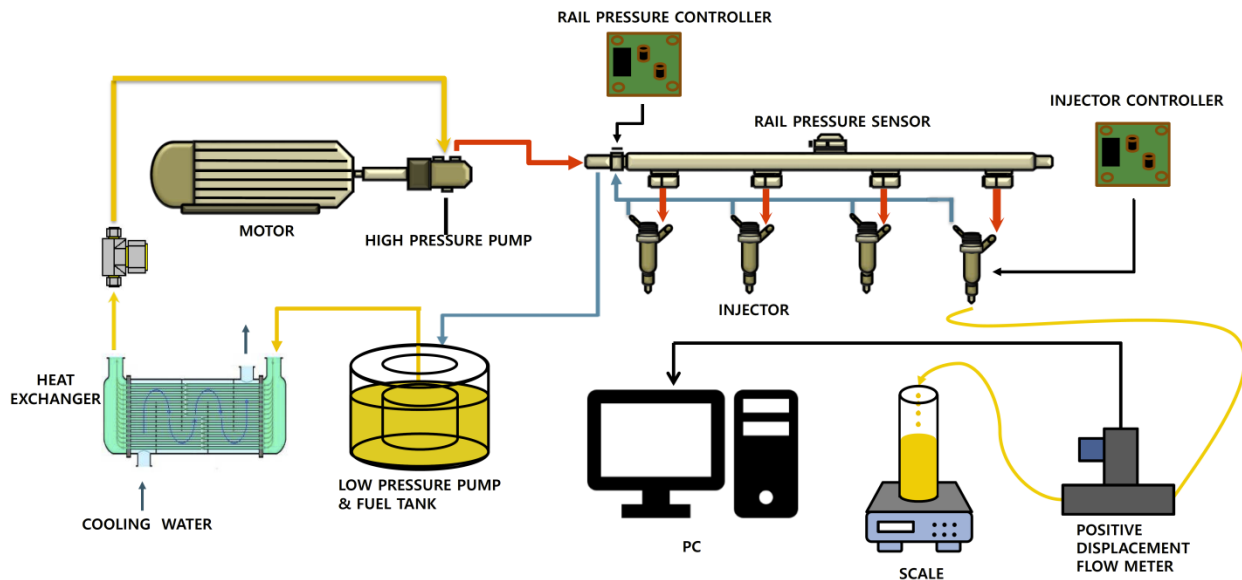 RAIL PRESSURE CONTROLLER
INJECTOR CONTROLLER
RAIL PRESSURE SENSOR
MOTOR
HIGH PRESSURE PUMP
INJECTOR
HEAT
EXCHANGER
LOW PRESSURE PUMP
& FUEL TANK
COOLING WATER
PC
SCALE
POSITIVE
DISPLACEMENT
FLOW METER